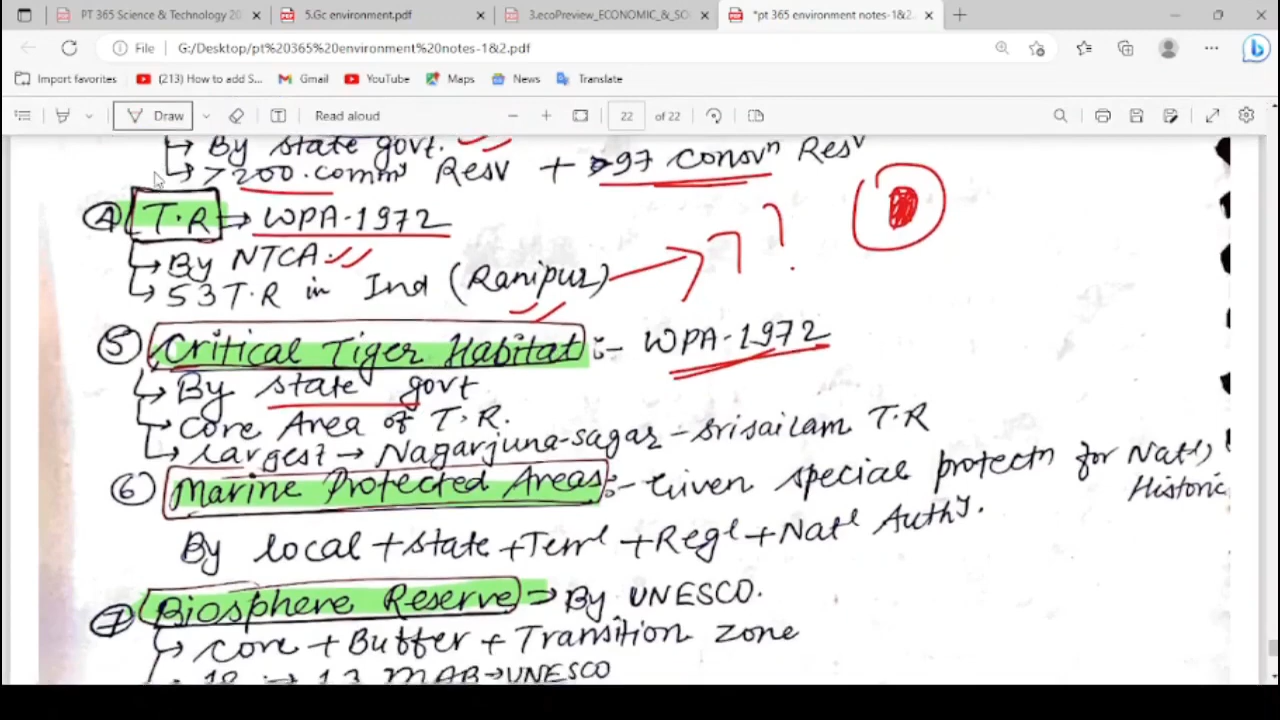 PT 365 Science & Technology 20
5.Gc environment.pdf
3.ecoPreview_ECONOMIC_&_SO
*pt 365 environment notes-1&2.
File
G:/Desktop/pt%20365%20environment%20notes-1&2.pdf
Import favorites
(213) How to add S...
Gmail
YouTube
Maps
News
Translate
Draw
Read aloud
22
of 22
By state govt.
>200 commy Resv + >97 Consvn Resv
④ T.R → WPA-1972
By NTCA.
53 T.R in Ind (Ranipur) → ??
⑤ Critical Tiger Habitat :- WPA-1972
By state govt
Core Area of T.R.
largest → Nagarjuna-sagar-Srisailam T.R
⑥ Marine Protected Areas :- Given special protectn for Natl,
Historic
By local + state + Terrl + Regl + Natl Authy.
⑦ Biosphere Reserve ⇒ By UNESCO.
Core + Buffer + Transition zone
18 → 13 MAB→UNESCO